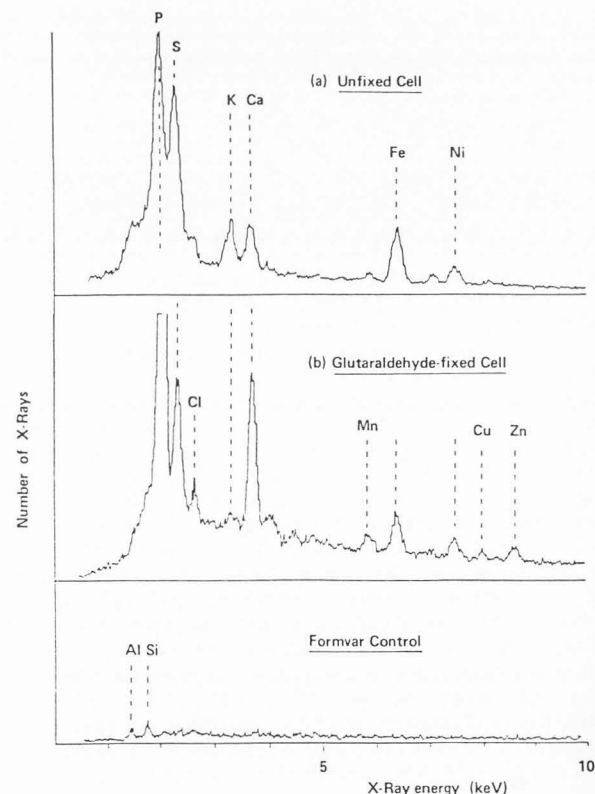 P
S
(a) Unfixed Cell
K Ca
Fe Ni
(b) Glutaraldehyde-fixed Cell
Cl
Mn Cu Zn
Number of X-Rays
Formvar Control
Al Si
5 10
X-Ray energy (keV)